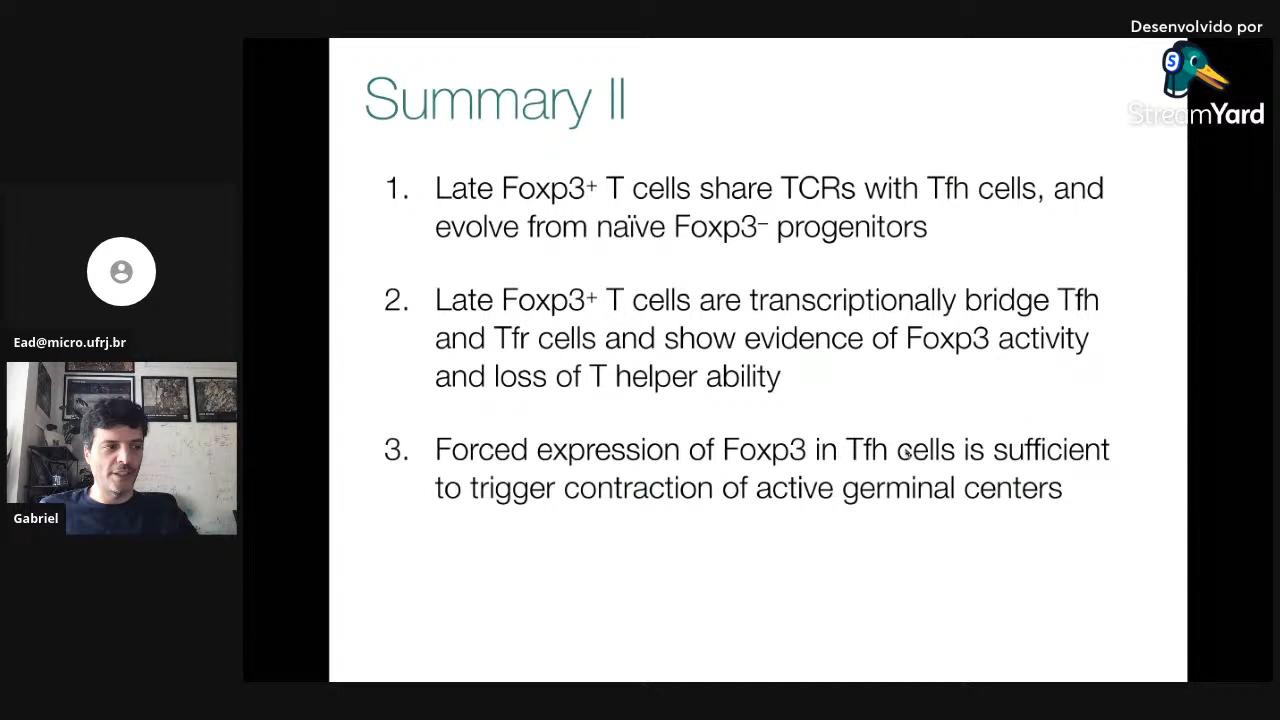 Desenvolvido por
StreamYard
Summary II
1. Late Foxp3⁺ T cells share TCRs with Tfh cells, and
evolve from naïve Foxp3⁻ progenitors
2. Late Foxp3⁺ T cells are transcriptionally bridge Tfh
and Tfr cells and show evidence of Foxp3 activity
and loss of T helper ability
3. Forced expression of Foxp3 in Tfh cells is sufficient
to trigger contraction of active germinal centers
Ead@micro.ufrj.br
Gabriel